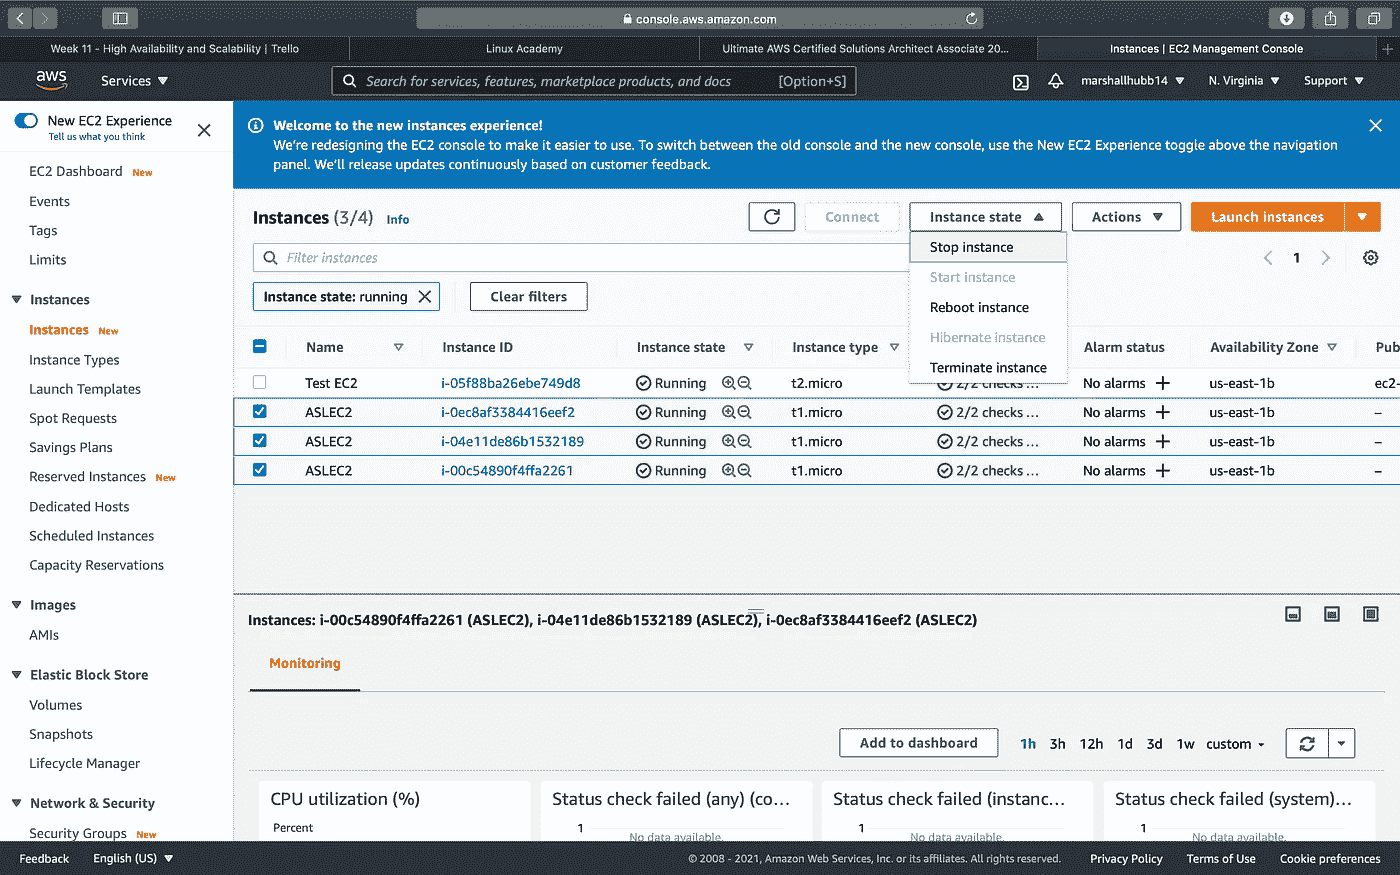 console.aws.amazon.com
Week 11 - High Availability and Scalability | Trello
Linux Academy
Ultimate AWS Certified Solutions Architect Associate 20...
Instances | EC2 Management Console
aws
Services
Search for services, features, marketplace products, and docs
[Option+S]
marshallhubb14
N. Virginia
Support
New EC2 Experience
Tell us what you think
Welcome to the new instances experience!
We're redesigning the EC2 console to make it easier to use. To switch between the old console and the new console, use the New EC2 Experience toggle above the navigation
panel. We'll release updates continuously based on customer feedback.
EC2 Dashboard New
Events
Tags
Limits
Instances
Instances New
Instance Types
Launch Templates
Spot Requests
Savings Plans
Reserved Instances New
Dedicated Hosts
Scheduled Instances
Capacity Reservations
Images
AMIs
Elastic Block Store
Volumes
Snapshots
Lifecycle Manager
Network & Security
Security Groups New
Instances (3/4) Info
Connect
Instance state
Actions
Launch instances
Stop instance
Start instance
Reboot instance
Hibernate instance
Terminate instance
Filter instances
1
Instance state: running
Clear filters
Name Instance ID Instance state Instance type Alarm status Availability Zone Pub
Test EC2 i-05f88ba26ebe749d8 Running t2.micro 2/2 checks ... No alarms + us-east-1b ec2-
ASLEC2 i-0ec8af3384416eef2 Running t1.micro 2/2 checks ... No alarms + us-east-1b –
ASLEC2 i-04e11de86b1532189 Running t1.micro 2/2 checks ... No alarms + us-east-1b –
ASLEC2 i-00c54890f4ffa2261 Running t1.micro 2/2 checks ... No alarms + us-east-1b –
Instances: i-00c54890f4ffa2261 (ASLEC2), i-04e11de86b1532189 (ASLEC2), i-0ec8af3384416eef2 (ASLEC2)
Monitoring
Add to dashboard
1h 3h 12h 1d 3d 1w custom
CPU utilization (%)
Percent
Status check failed (any) (co...
1
No data available.
Status check failed (instanc...
1
No data available.
Status check failed (system)...
1
No data available.
Feedback
English (US)
© 2008 - 2021, Amazon Web Services, Inc. or its affiliates. All rights reserved.
Privacy Policy
Terms of Use
Cookie preferences